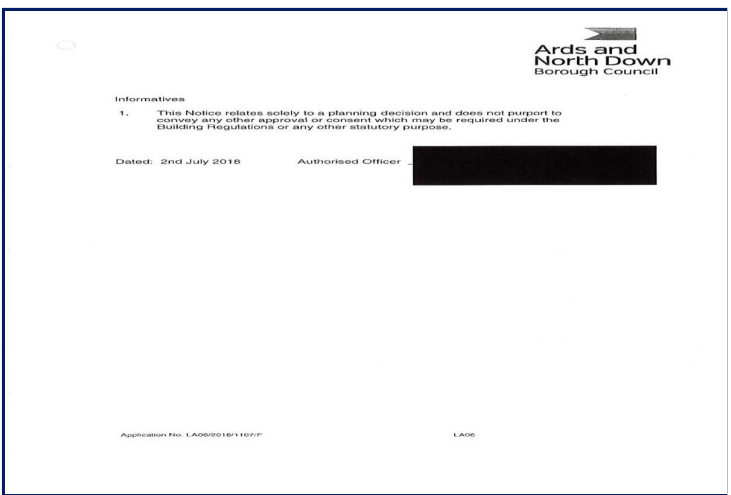 Ards and
North Down
Borough Council
Informatives
1. This Notice relates solely to a planning decision and does not purport to
convey any other approval or consent which may be required under the
Building Regulations or any other statutory purpose.
Dated: 2nd July 2018 Authorised Officer
Application No. LA06/2016/1167/F LA06